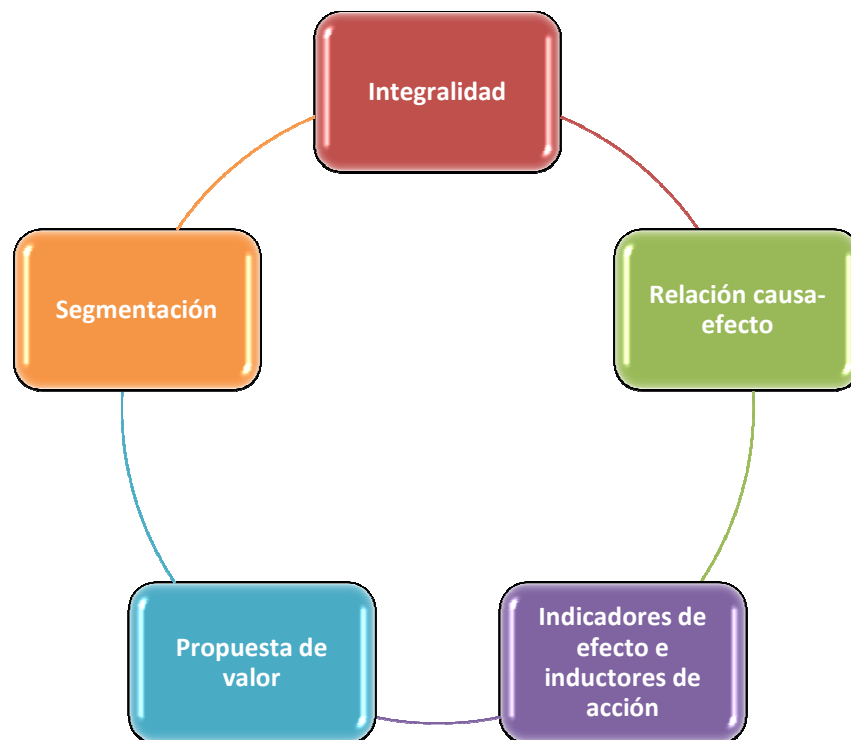 Integralidad
Relación causa-
efecto
Indicadores de
efecto e
inductores de
acción
Propuesta de
valor
Segmentación